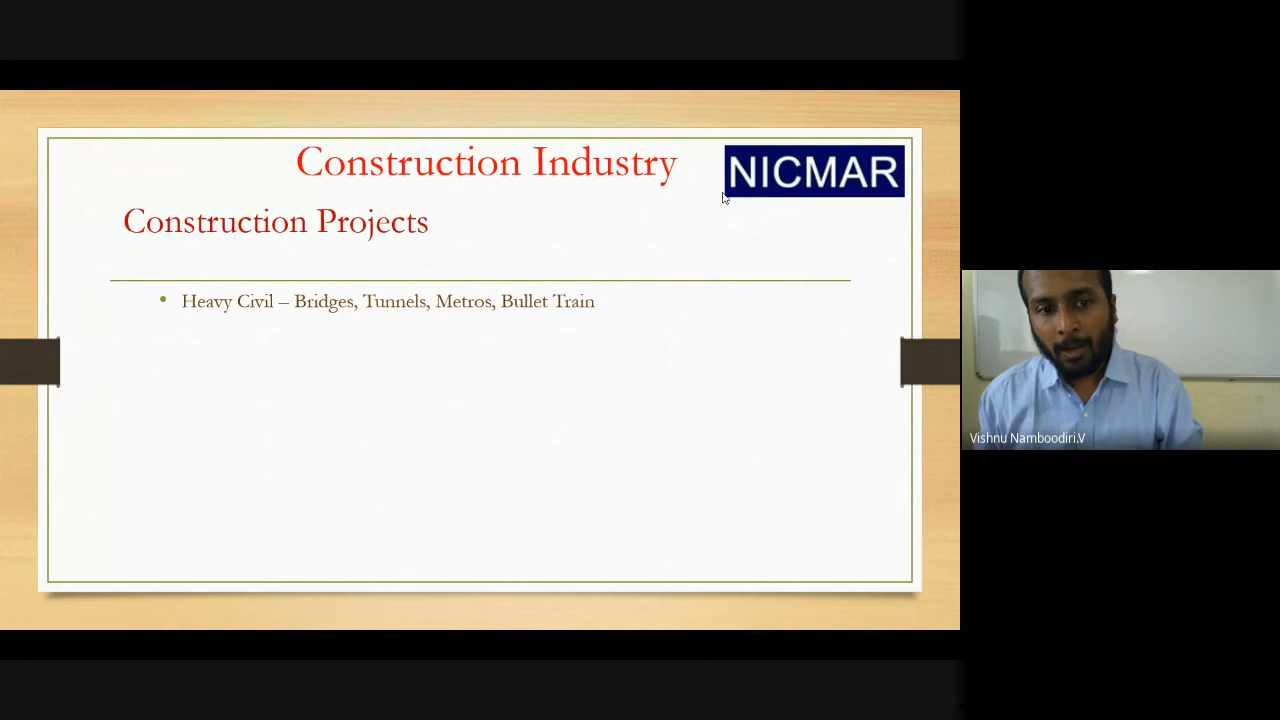 Construction Industry
NICMAR
Construction Projects
• Heavy Civil – Bridges, Tunnels, Metros, Bullet Train
Vishnu Namboodiri.V